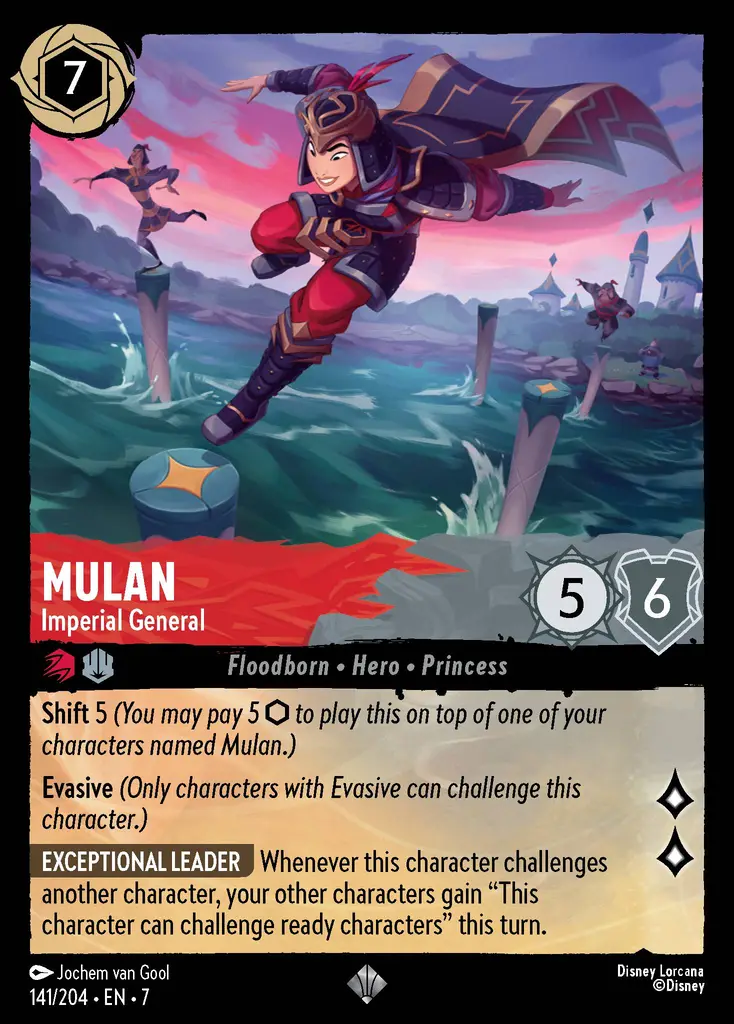 7
MULAN
Imperial General
5
6
Floodborn • Hero • Princess
Shift 5 (You may pay 5 ⬡ to play this on top of one of your
characters named Mulan.)
Evasive (Only characters with Evasive can challenge this
character.)
EXCEPTIONAL LEADER Whenever this character challenges
another character, your other characters gain “This
character can challenge ready characters” this turn.
Jochem van Gool
141/204 • EN • 7
Disney Lorcana
©Disney